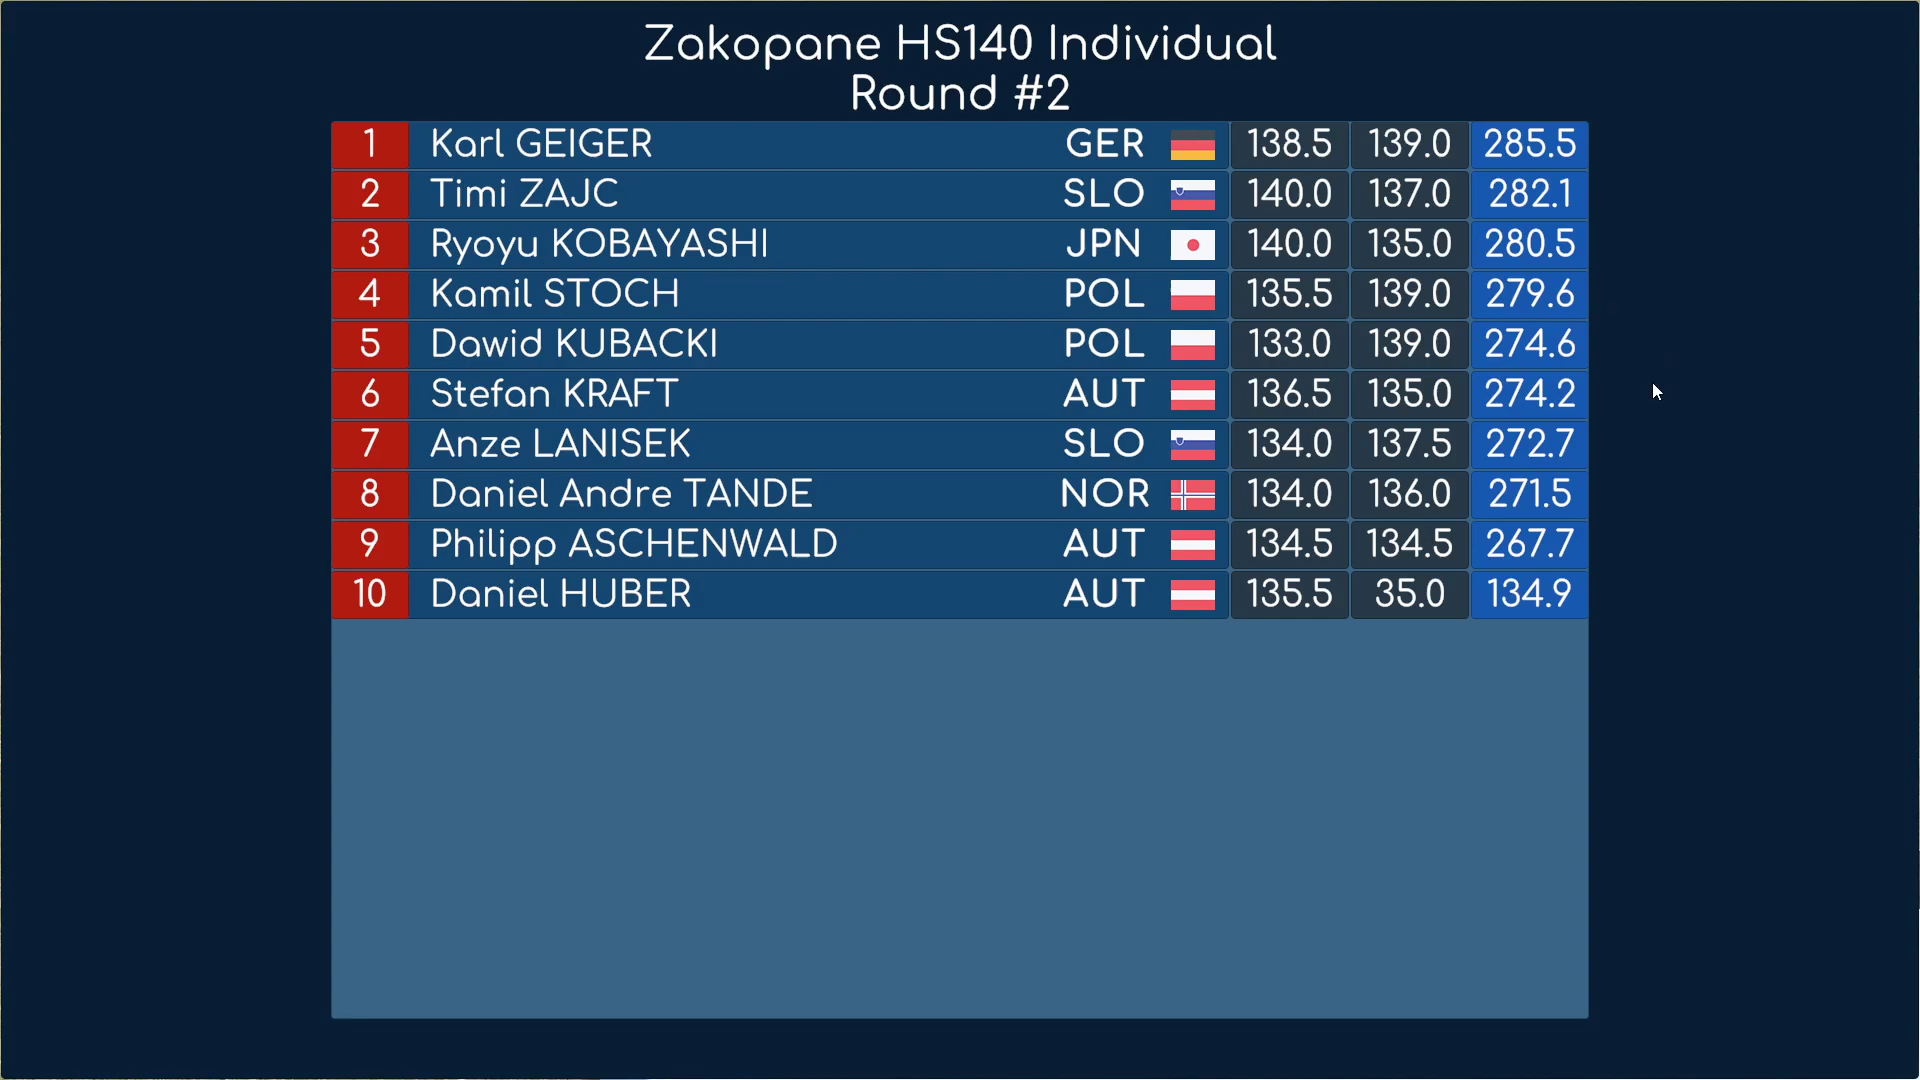 Zakopane HS140 Individual
Round #2
1 Karl GEIGER GER 138.5 139.0 285.5
2 Timi ZAJC SLO 140.0 137.0 282.1
3 Ryoyu KOBAYASHI JPN 140.0 135.0 280.5
4 Kamil STOCH POL 135.5 139.0 279.6
5 Dawid KUBACKI POL 133.0 139.0 274.6
6 Stefan KRAFT AUT 136.5 135.0 274.2
7 Anze LANISEK SLO 134.0 137.5 272.7
8 Daniel Andre TANDE NOR 134.0 136.0 271.5
9 Philipp ASCHENWALD AUT 134.5 134.5 267.7
10 Daniel HUBER AUT 135.5 35.0 134.9